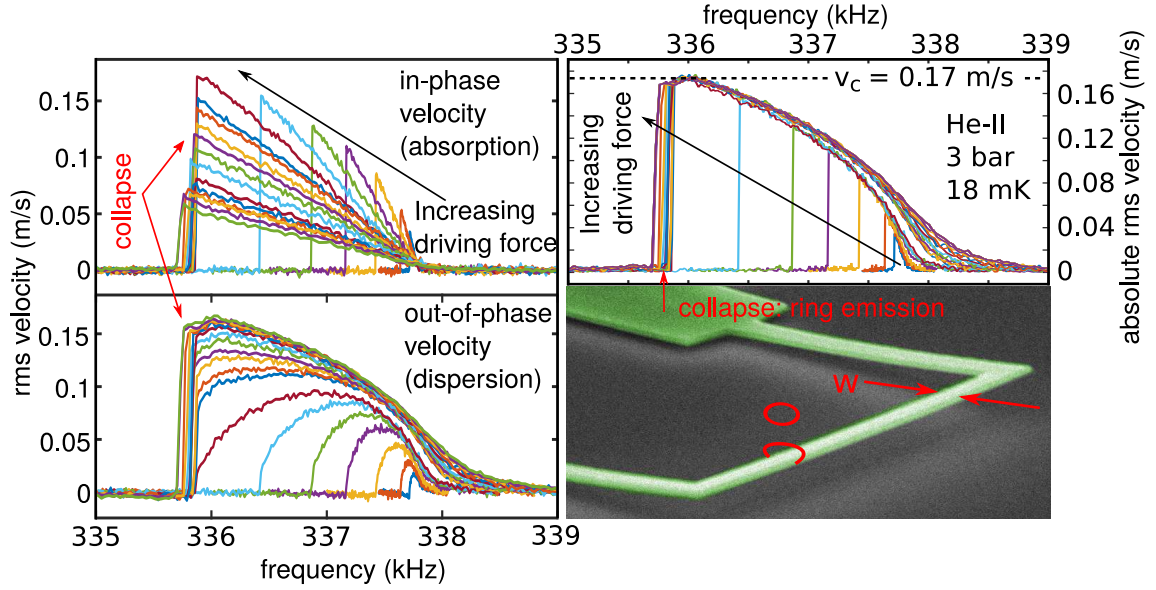 frequency (kHz)
335 336 337 338 339
0.15
0.1
0.05
0
in-phase
velocity
(absorption)
Increasing
driving force
collapse
rms velocity (m/s)
0.15
0.1
0.05
0
out-of-phase
velocity
(dispersion)
335 336 337 338 339
frequency (kHz)
v_c = 0.17 m/s
He-II
3 bar
18 mK
Increasing
driving force
0.16
0.12
0.08
0.04
0
absolute rms velocity (m/s)
collapse: ring emission
W